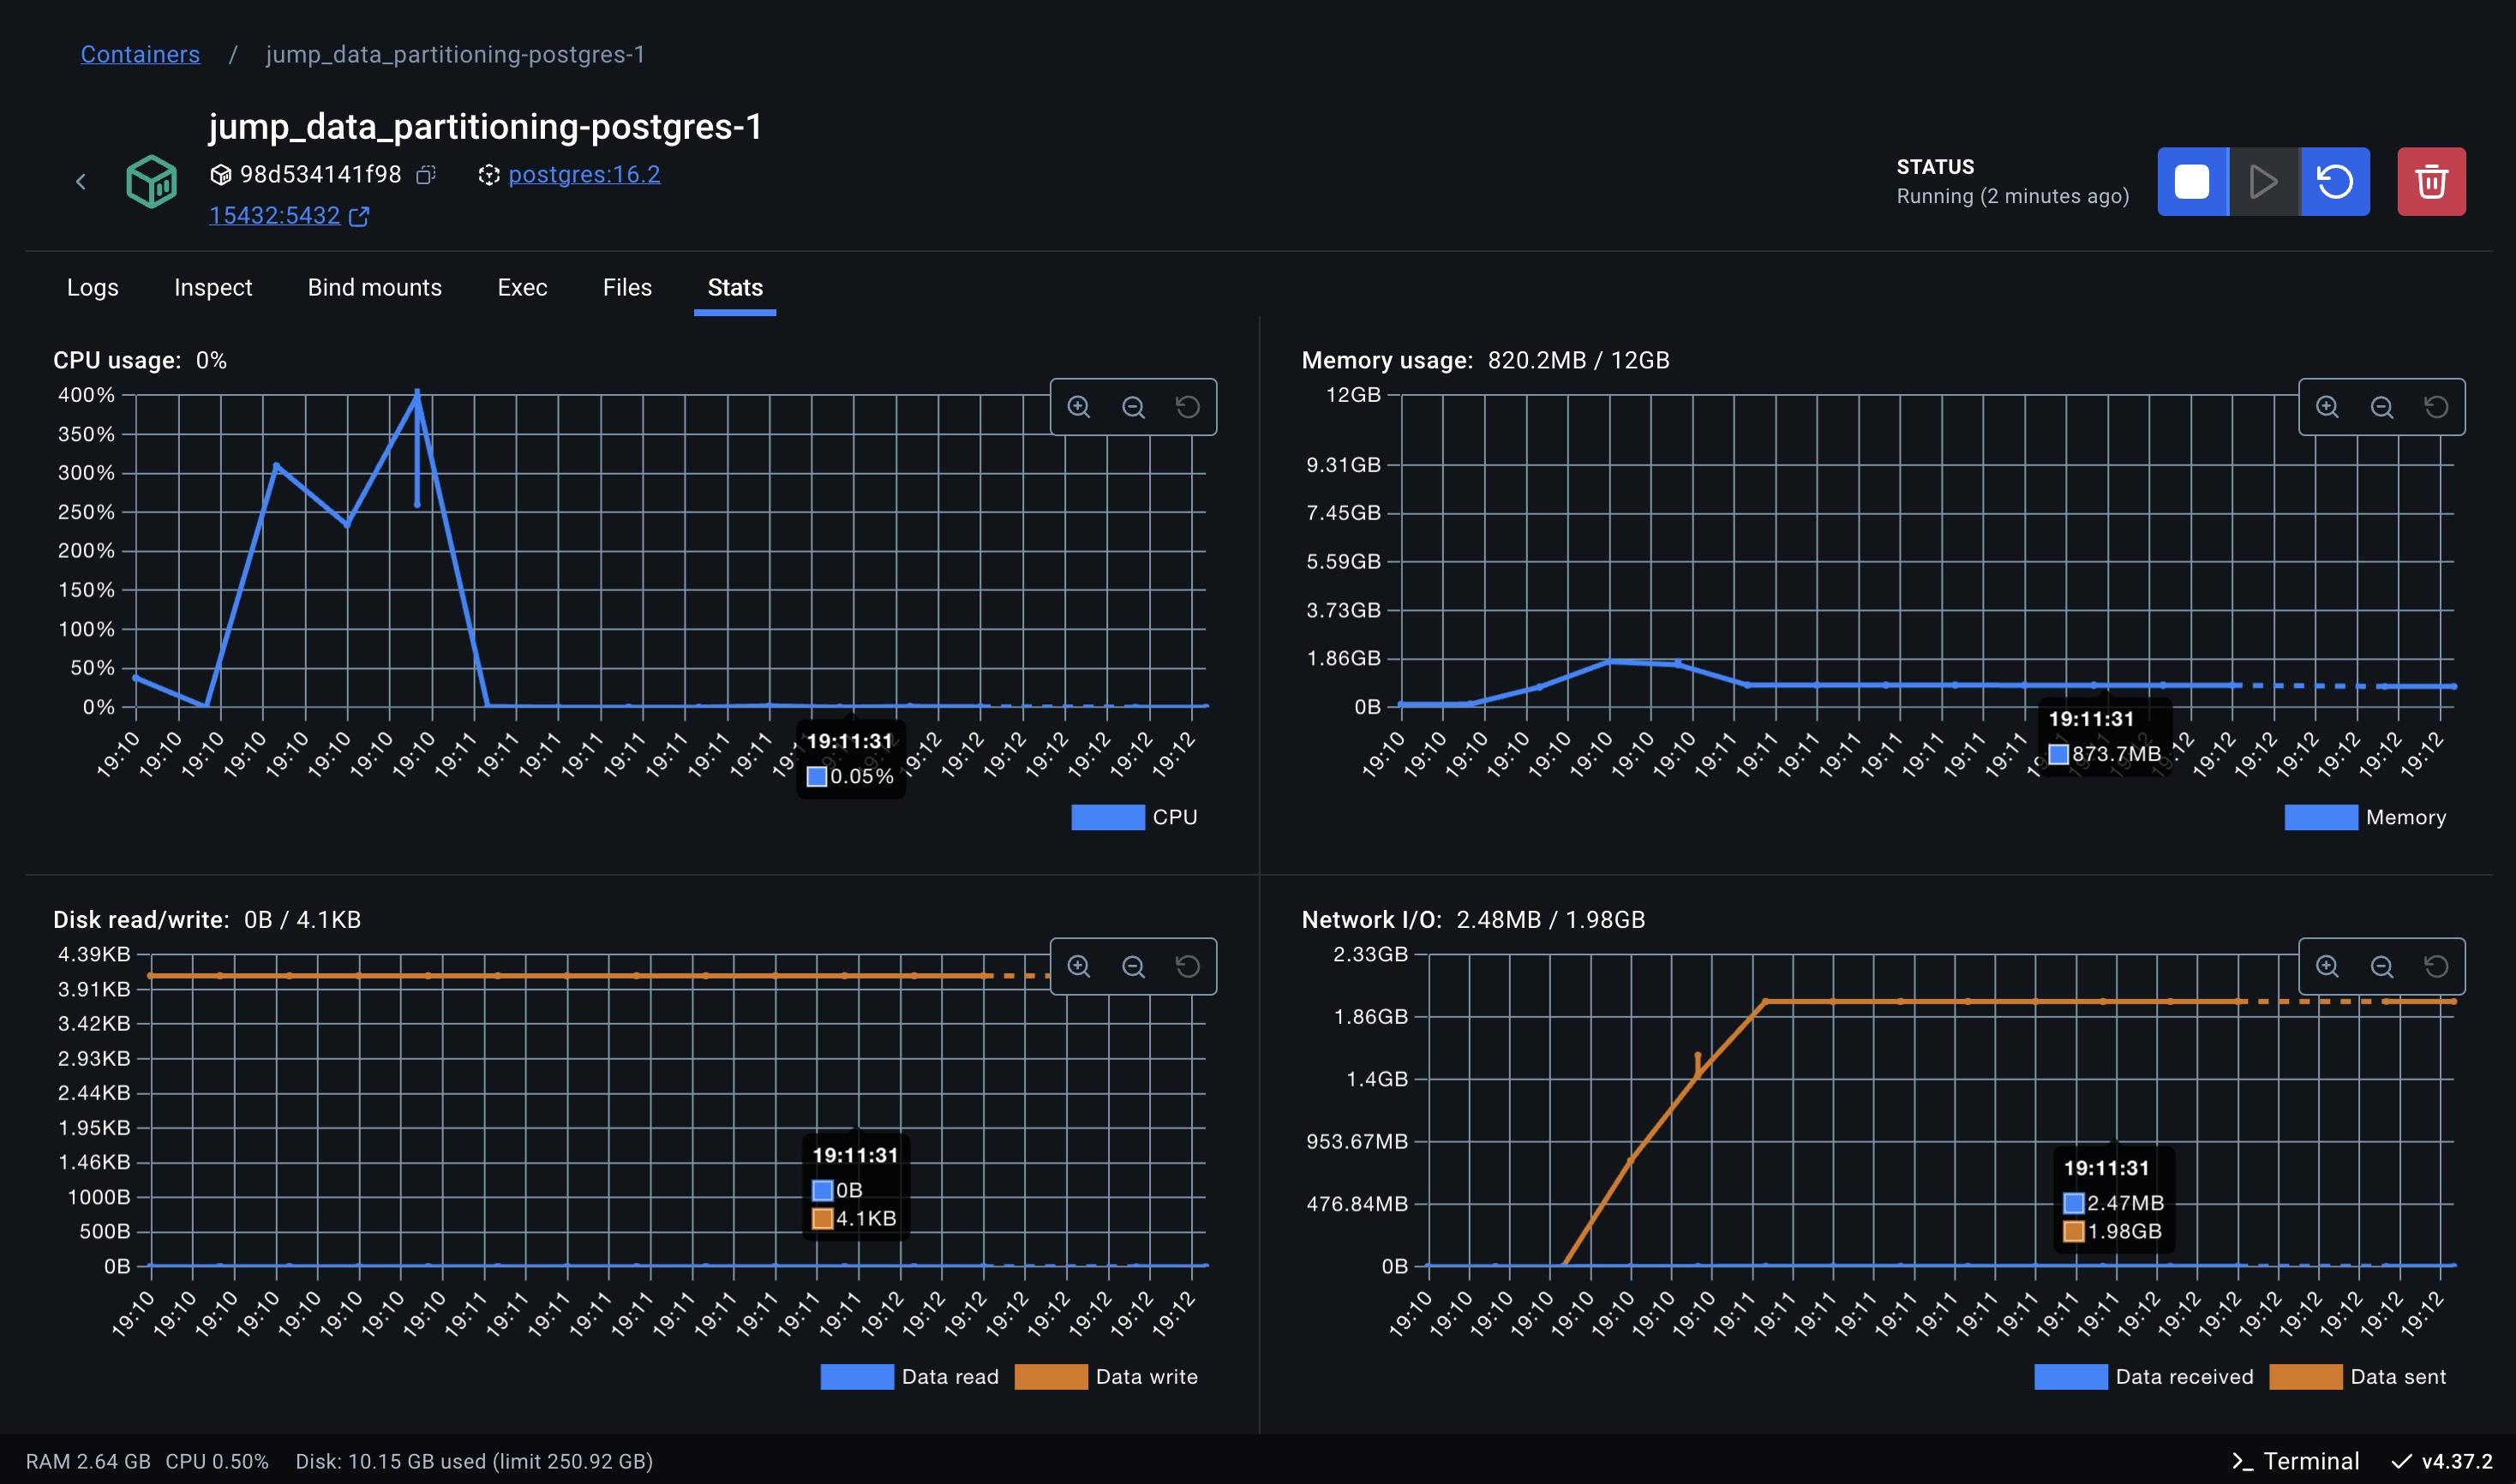 Containers / jump_data_partitioning-postgres-1
jump_data_partitioning-postgres-1
98d534141f98 postgres:16.2
15432:5432
STATUS
Running (2 minutes ago)
Logs Inspect Bind mounts Exec Files Stats
CPU usage: 0%
400%
350%
300%
250%
200%
150%
100%
50%
0%
19:10 19:10 19:10 19:10 19:10 19:10 19:10 19:10 19:11 19:11 19:11 19:11 19:11 19:11 19:11 19:11 19:12 19:12 19:12 19:12 19:12 19:12 19:12
19:11:31
0.05%
CPU
Memory usage: 820.2MB / 12GB
12GB
9.31GB
7.45GB
5.59GB
3.73GB
1.86GB
0B
19:10 19:10 19:10 19:10 19:10 19:10 19:10 19:10 19:11 19:11 19:11 19:11 19:11 19:11 19:11 19:11 19:12 19:12 19:12 19:12 19:12 19:12 19:12
19:11:31
873.7MB
Memory
Disk read/write: 0B / 4.1KB
4.39KB
3.91KB
3.42KB
2.93KB
2.44KB
1.95KB
1.46KB
1000B
500B
0B
19:10 19:10 19:10 19:10 19:10 19:10 19:10 19:10 19:11 19:11 19:11 19:11 19:11 19:11 19:11 19:11 19:11 19:11 19:12 19:12 19:12 19:12 19:12 19:12 19:12 19:12
19:11:31
0B
4.1KB
Data read Data write
Network I/O: 2.48MB / 1.98GB
2.33GB
1.86GB
1.4GB
953.67MB
476.84MB
0B
19:10 19:10 19:10 19:10 19:10 19:10 19:10 19:10 19:11 19:11 19:11 19:11 19:11 19:11 19:11 19:11 19:11 19:11 19:12 19:12 19:12 19:12 19:12 19:12 19:12 19:12
19:11:31
2.47MB
1.98GB
Data received Data sent
RAM 2.64 GB CPU 0.50% Disk: 10.15 GB used (limit 250.92 GB) Terminal v4.37.2